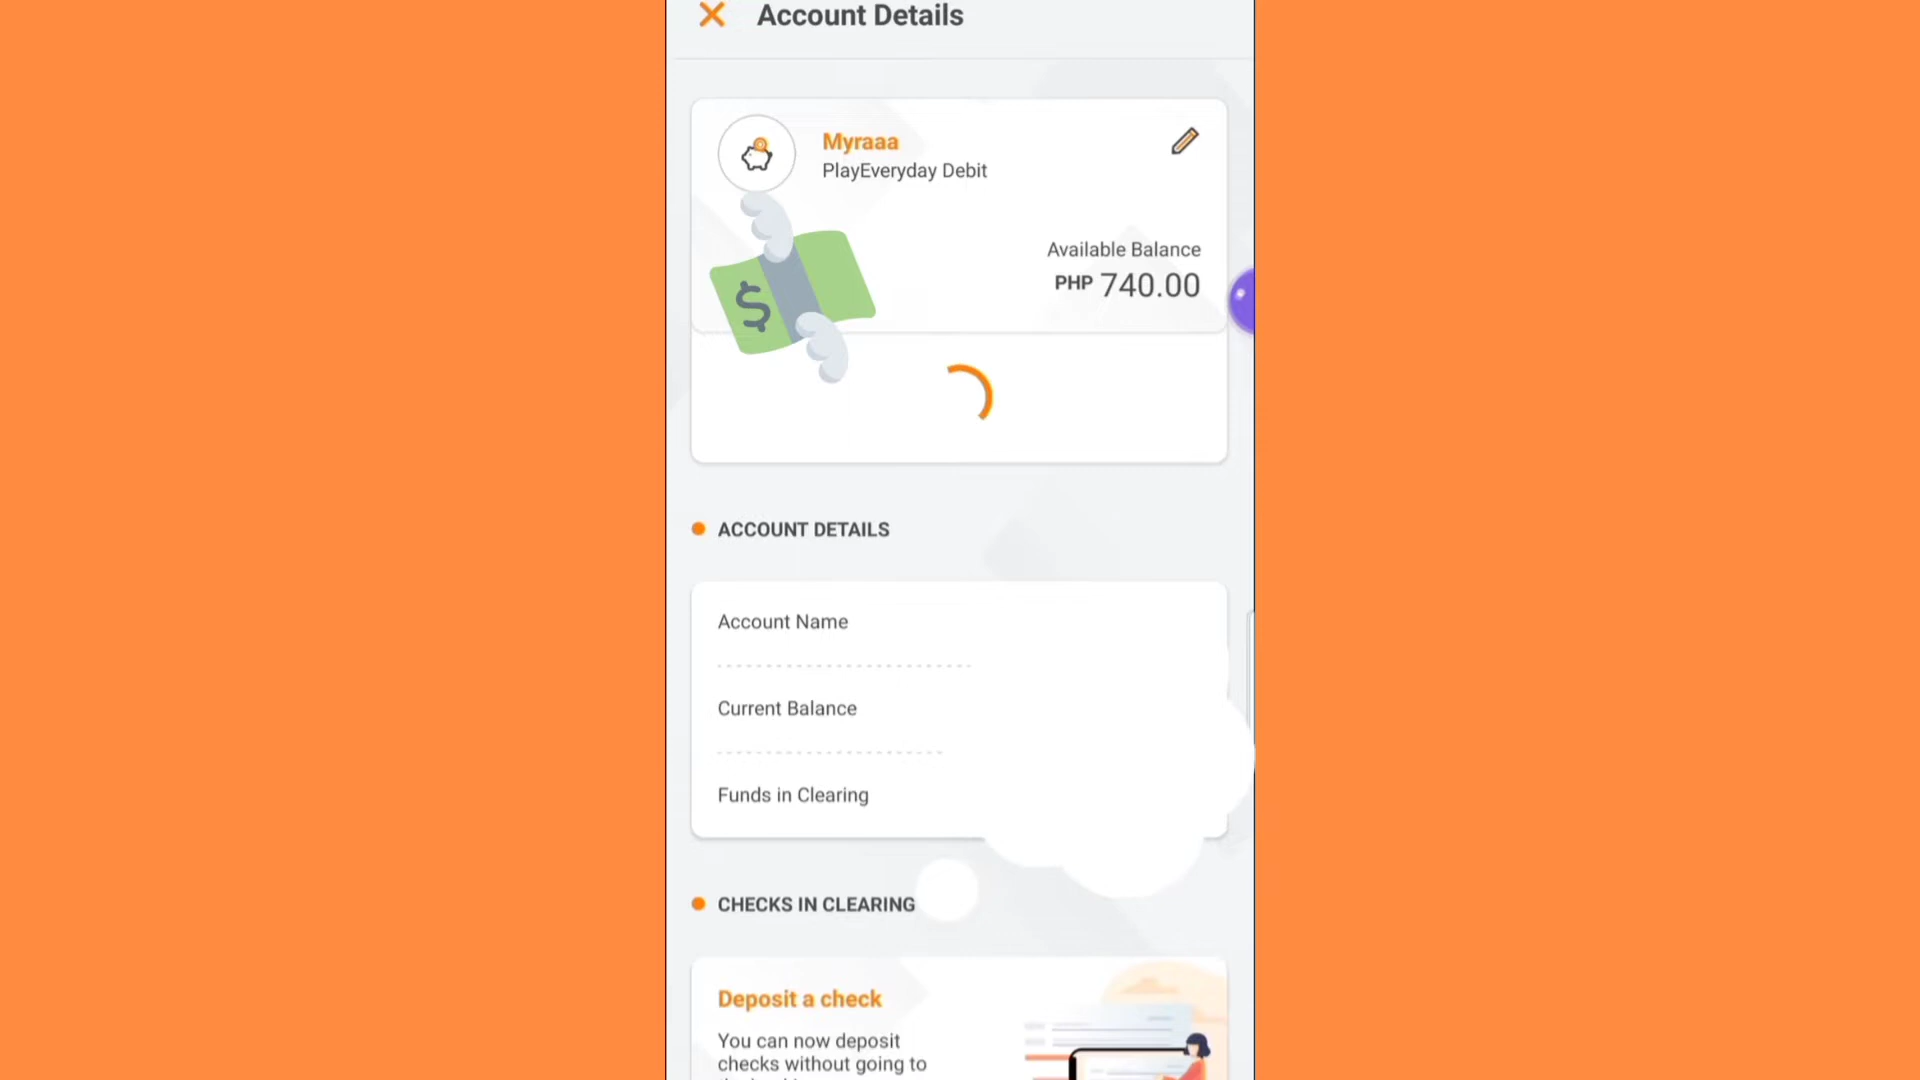 Account Details
Myraaa
PlayEveryday Debit
Available Balance
PHP 740.00
$
ACCOUNT DETAILS
Account Name
Current Balance
Funds in Clearing
CHECKS IN CLEARING
Deposit a check
You can now deposit
checks without going to